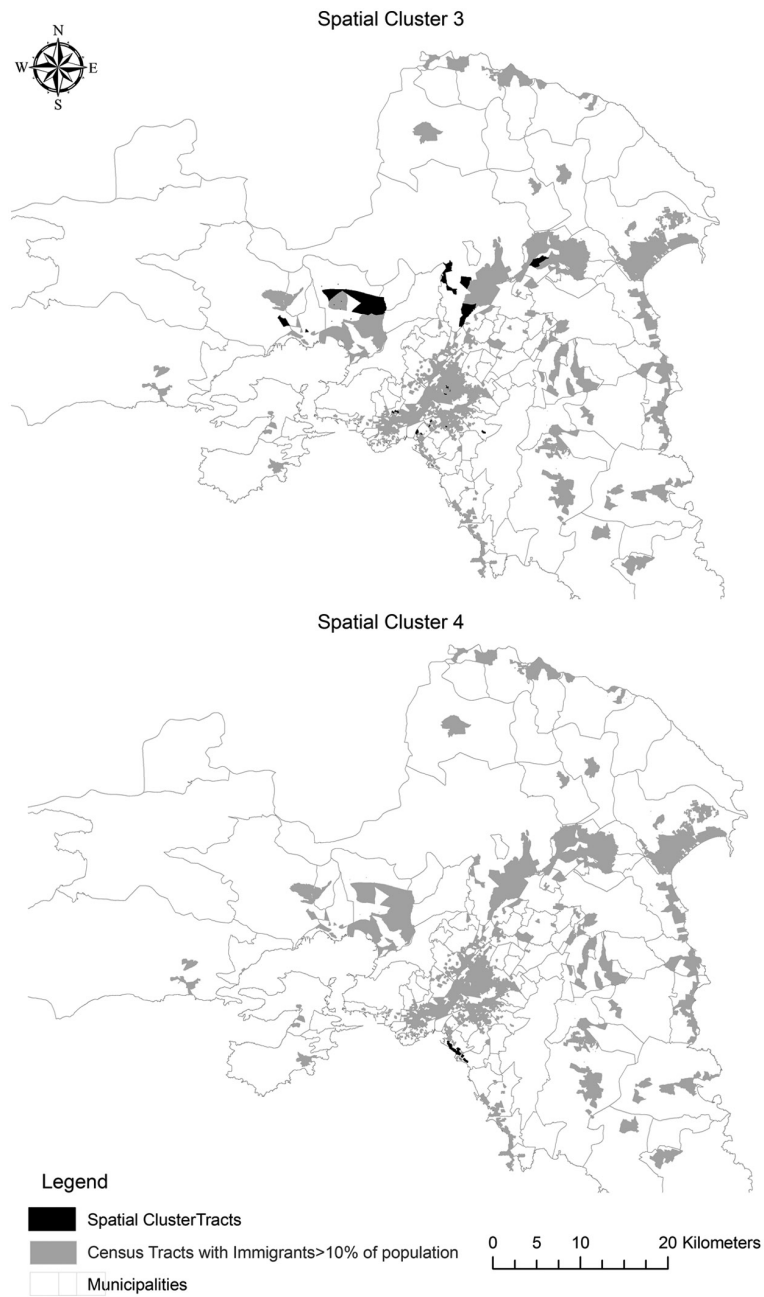 Spatial Cluster 3
N
W E
S
Spatial Cluster 4
Legend
Spatial ClusterTracts
Census Tracts with Immigrants>10% of population
Municipalities
0 5 10 20 Kilometers